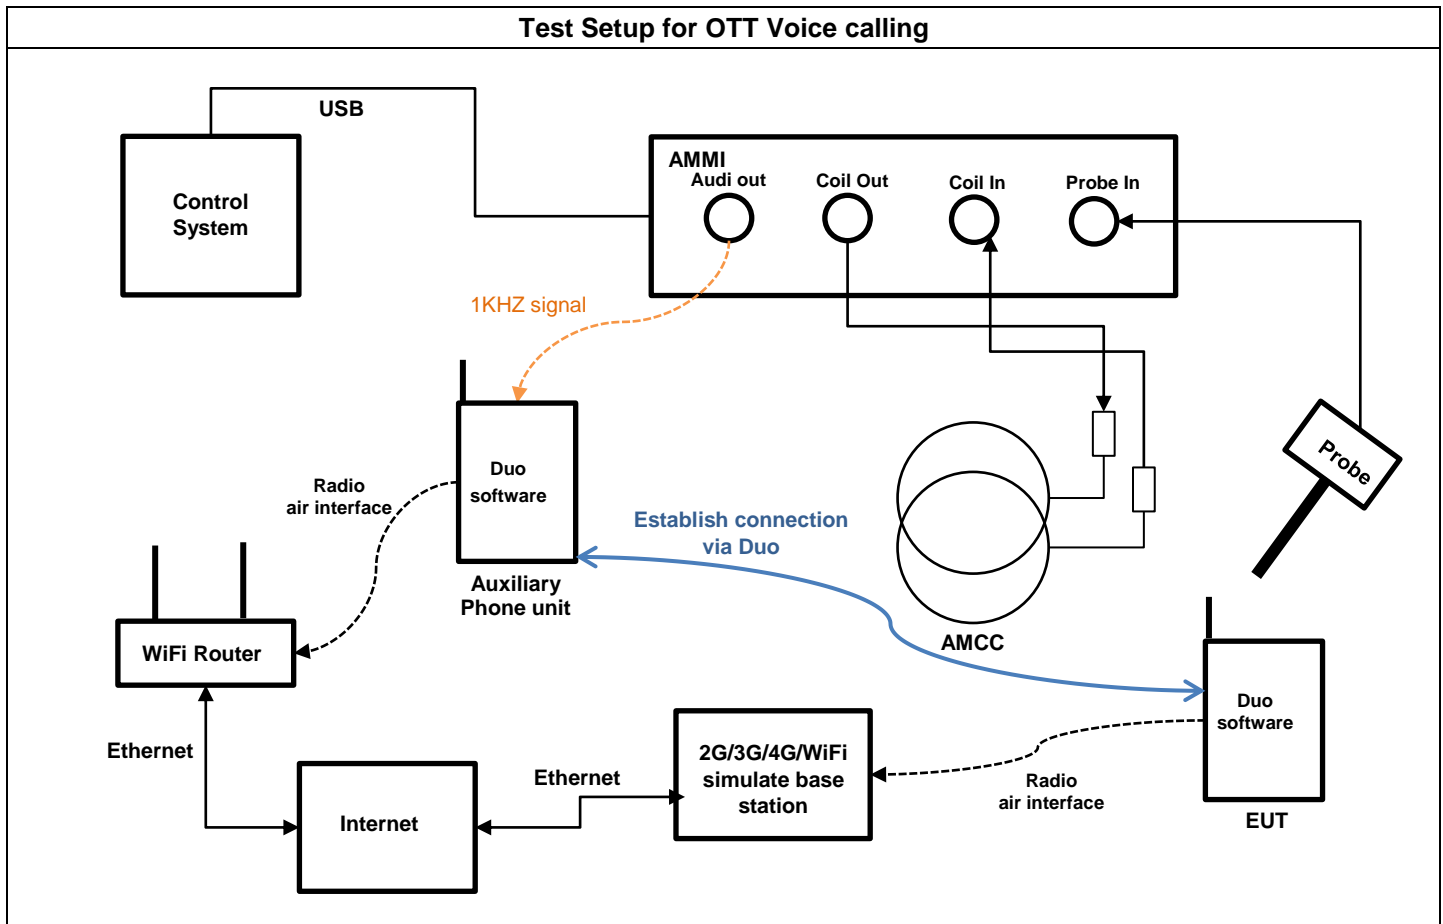 Test Setup for OTT Voice calling
USB
Control
System
AMMI
Audi out
Coil Out
Coil In
Probe In
1KHZ signal
Probe
Duo
software
Radio
air interface
Establish connection
via Duo
Auxiliary
Phone unit
AMCC
WiFi Router
Duo
software
2G/3G/4G/WiFi
simulate base
station
Ethernet
Ethernet
Radio
air interface
Internet
EUT